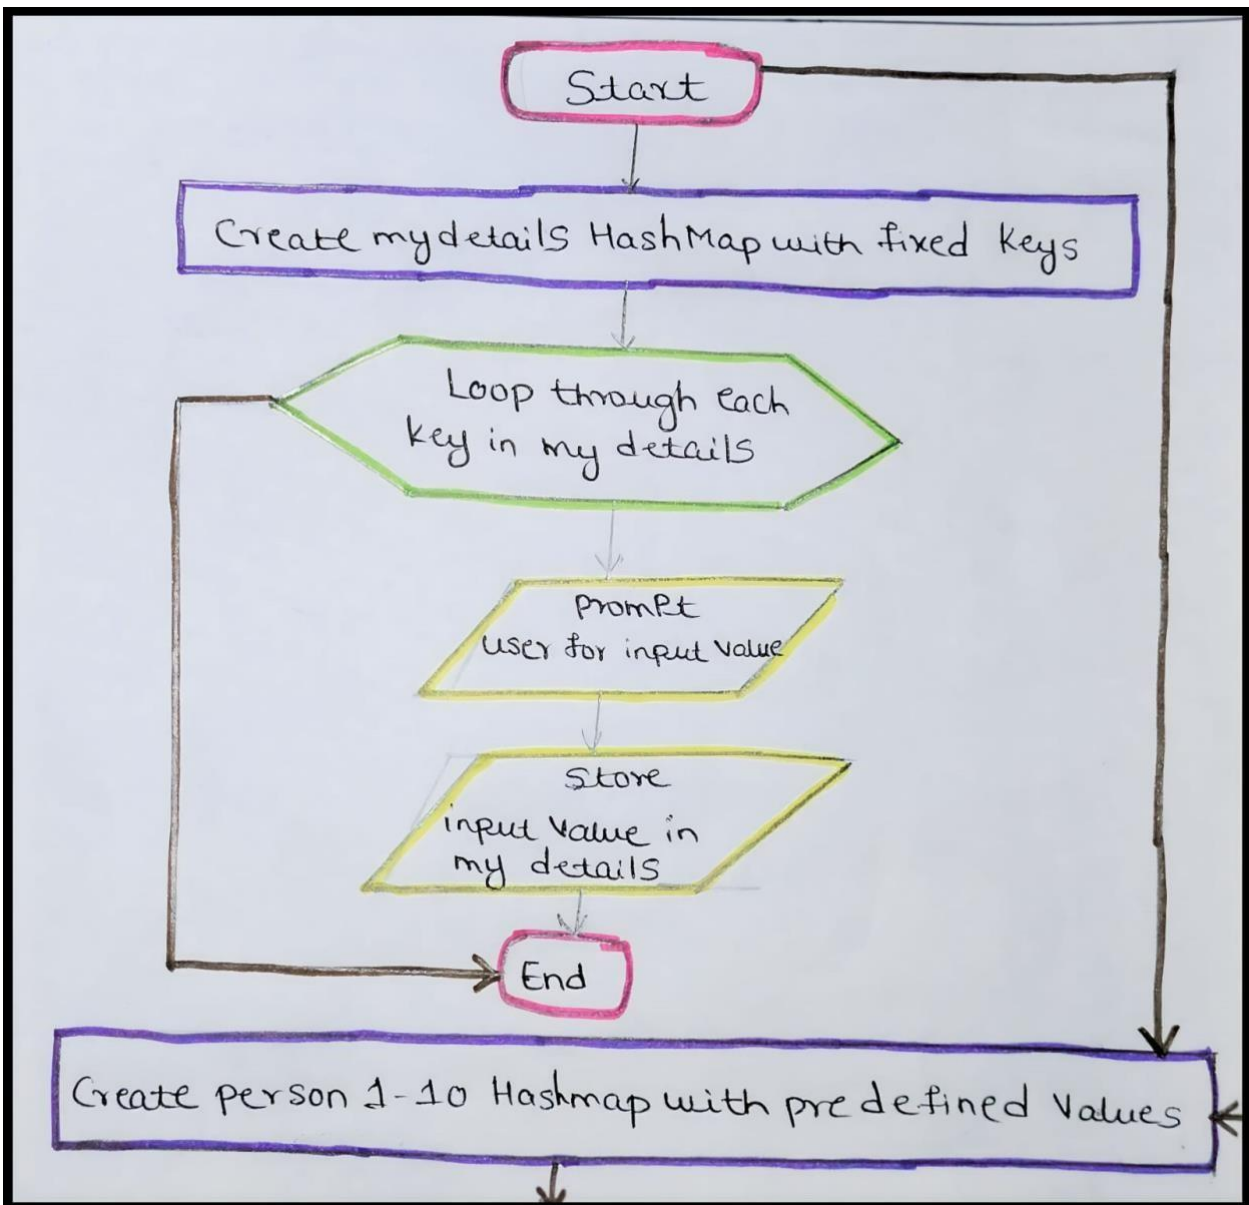 Start
Create mydetails HashMap with fixed keys
Loop through each
key in my details
prompt
user for input value
Store
input value in
my details
End
Create person 1-10 Hashmap with predefined Values